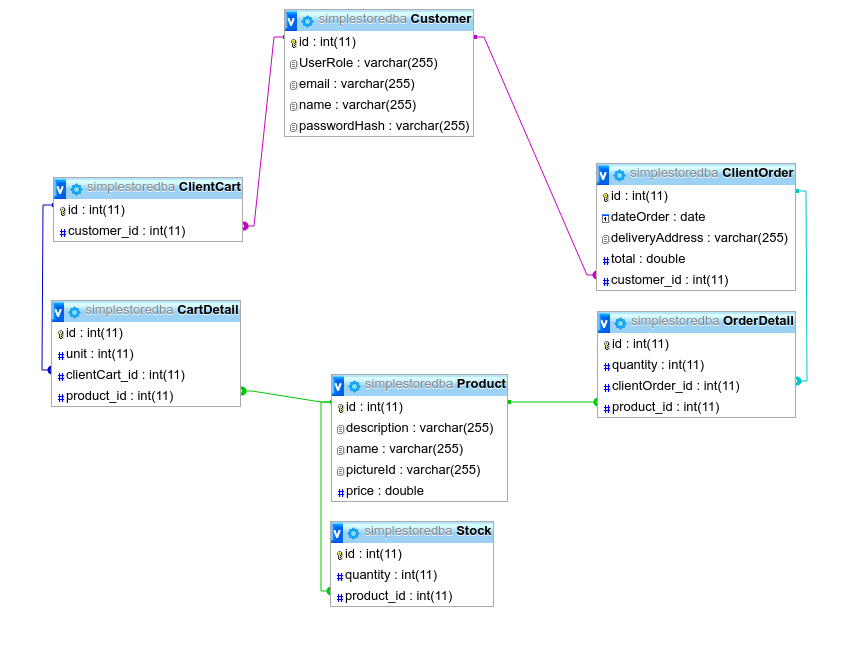 simplestoredba Customer
id : int(11)
UserRole : varchar(255)
email : varchar(255)
name : varchar(255)
passwordHash : varchar(255)
simplestoredba ClientCart
id : int(11)
customer_id : int(11)
simplestoredba ClientOrder
id : int(11)
dateOrder : date
deliveryAddress : varchar(255)
total : double
customer_id : int(11)
simplestoredba CartDetail
id : int(11)
unit : int(11)
clientCart_id : int(11)
product_id : int(11)
simplestoredba OrderDetail
id : int(11)
quantity : int(11)
clientOrder_id : int(11)
product_id : int(11)
simplestoredba Product
id : int(11)
description : varchar(255)
name : varchar(255)
pictureId : varchar(255)
price : double
simplestoredba Stock
id : int(11)
quantity : int(11)
product_id : int(11)